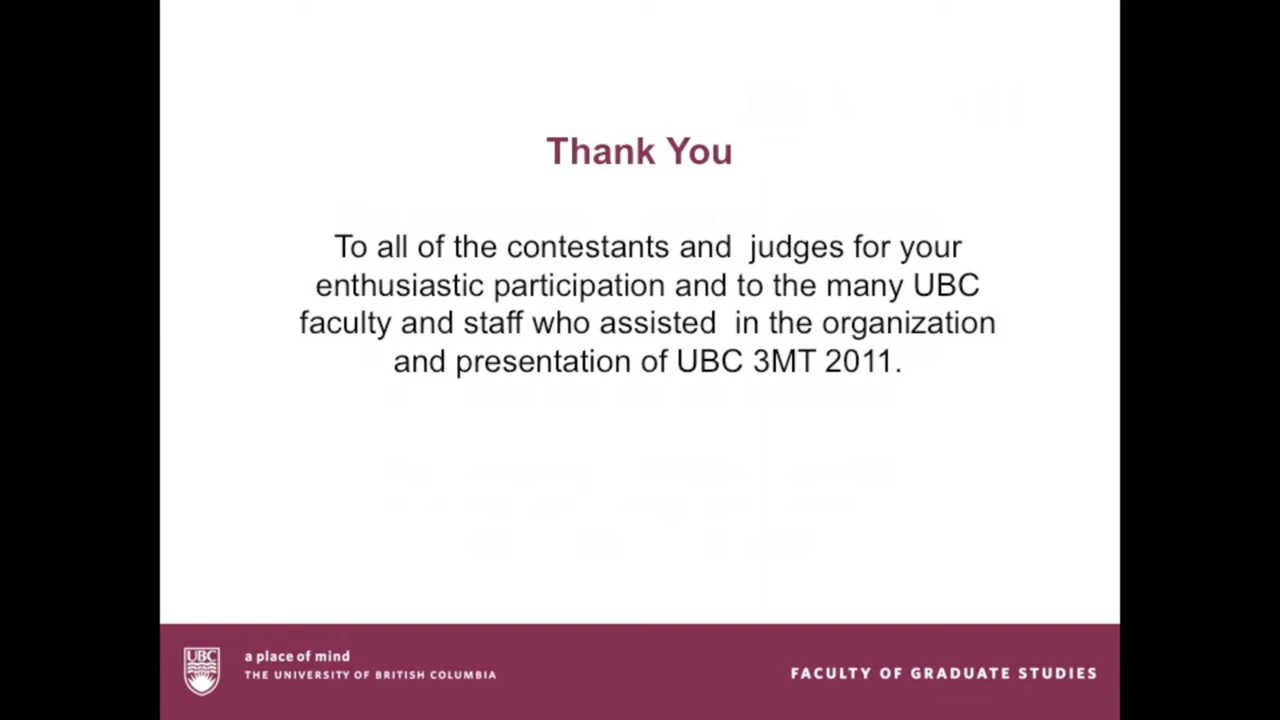 Thank You
To all of the contestants and judges for your
enthusiastic participation and to the many UBC
faculty and staff who assisted in the organization
and presentation of UBC 3MT 2011.
UBC
a place of mind
THE UNIVERSITY OF BRITISH COLUMBIA
FACULTY OF GRADUATE STUDIES